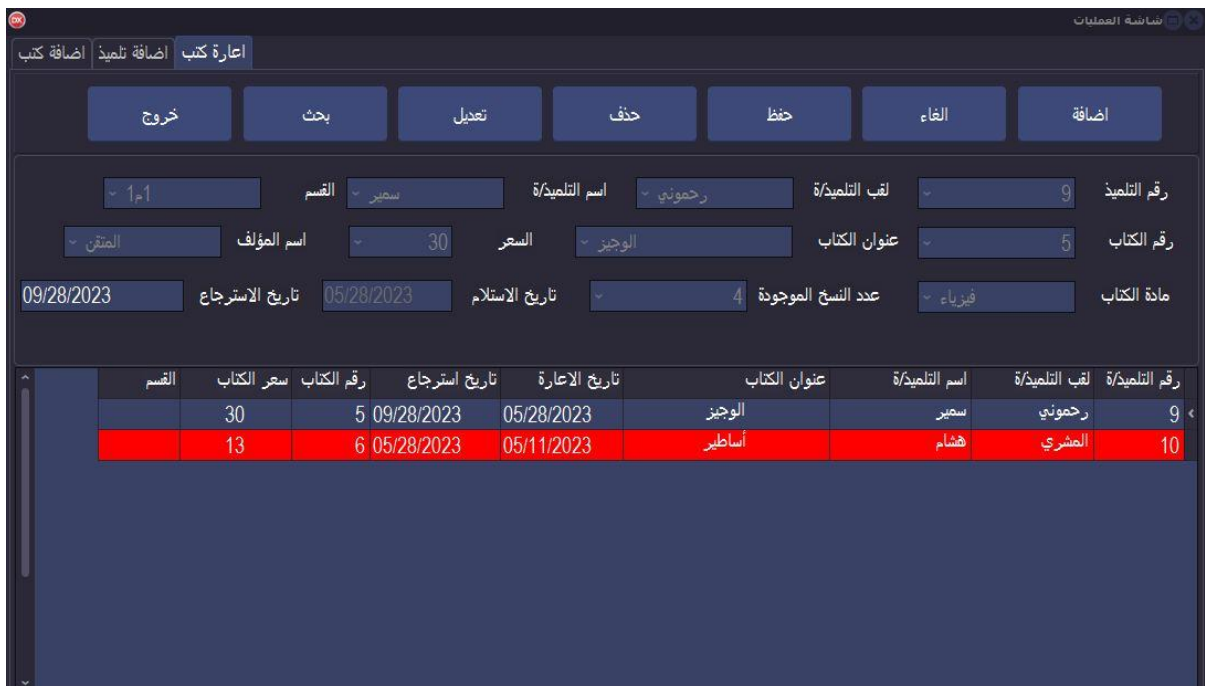 شاشة العمليات
DX
اعارة كتب اضافة تلميذ اضافة كتب
اضافة الغاء حفظ حذف تعديل بحث خروج
رقم التلميذ 9 لقب التلميذ/ة رحموني اسم التلميذ/ة سمير القسم 1م1
رقم الكتاب 5 عنوان الكتاب الوجيز السعر 30 اسم المؤلف المتقن
مادة الكتاب فيزياء عدد النسخ الموجودة 4 تاريخ الاستلام 05/28/2023 تاريخ الاسترجاع 09/28/2023
رقم التلميذ/ة لقب التلميذ/ة اسم التلميذ/ة عنوان الكتاب تاريخ الاعارة تاريخ استرجاع رقم الكتاب سعر الكتاب القسم
9 رحموني سمير الوجيز 05/28/2023 09/28/2023 5 30
10 المشري هشام أساطير 05/11/2023 05/28/2023 6 13